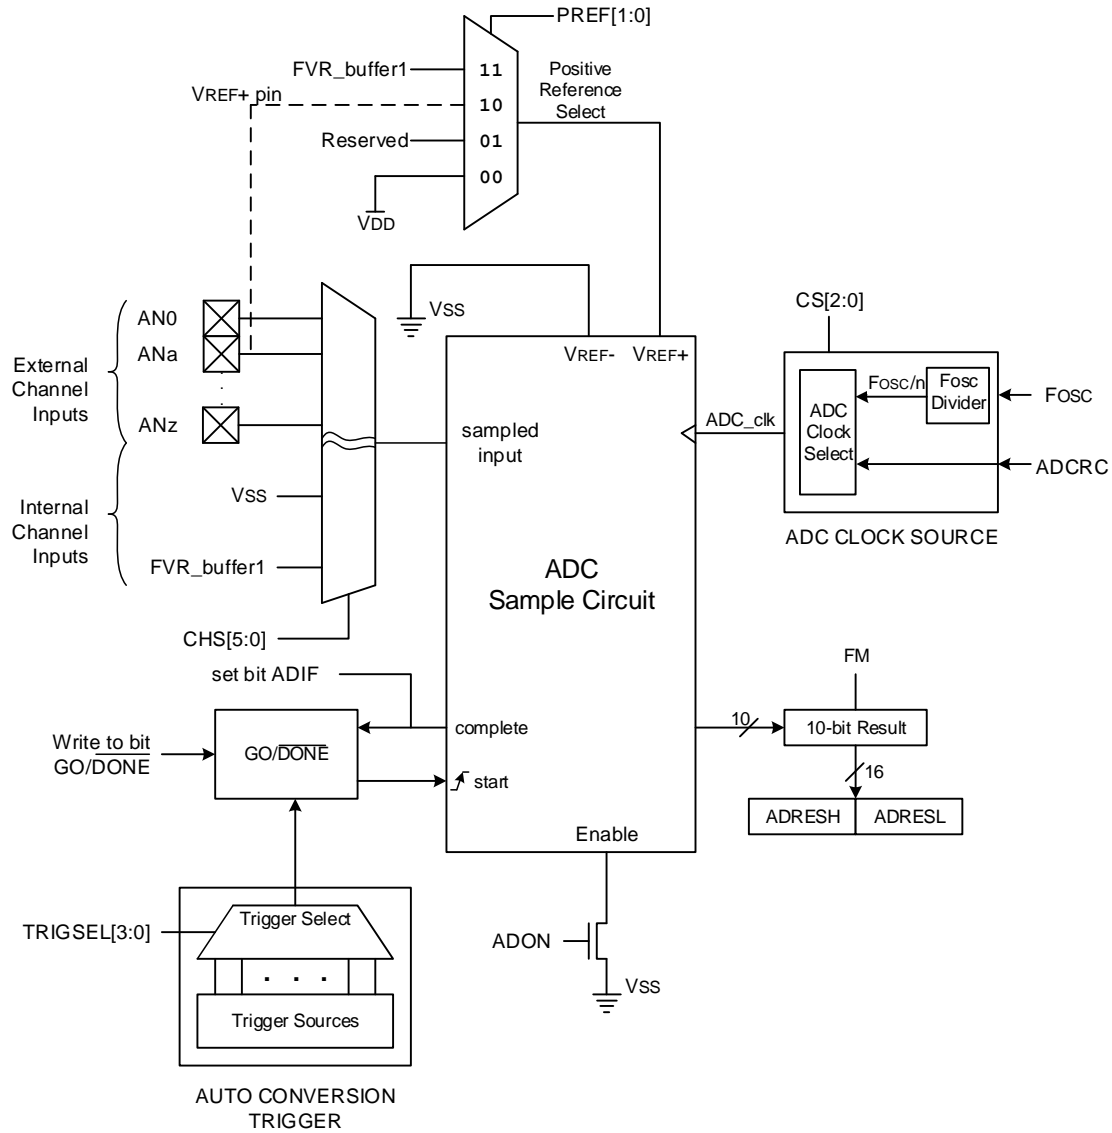 PREF[1:0]
FVR_buffer1
11
Positive
Reference
Select
VREF+ pin
10
Reserved
01
00
VDD
VSS
VREF-
VREF+
External
Channel
Inputs
AN0
ANa
.
.
ANz
Internal
Channel
Inputs
VSS
FVR_buffer1
CHS[5:0]
sampled
input
ADC
Sample Circuit
CS[2:0]
ADC_clk
ADC
Clock
Select
FOSC/n
Fosc
Divider
FOSC
ADCRC
ADC CLOCK SOURCE
set bit ADIF
complete
Write to bit
GO/DONE
GO/DONE
start
Enable
FM
10
10-bit Result
16
ADRESH
ADRESL
ADON
VSS
TRIGSEL[3:0]
Trigger Select
. . .
Trigger Sources
AUTO CONVERSION
TRIGGER